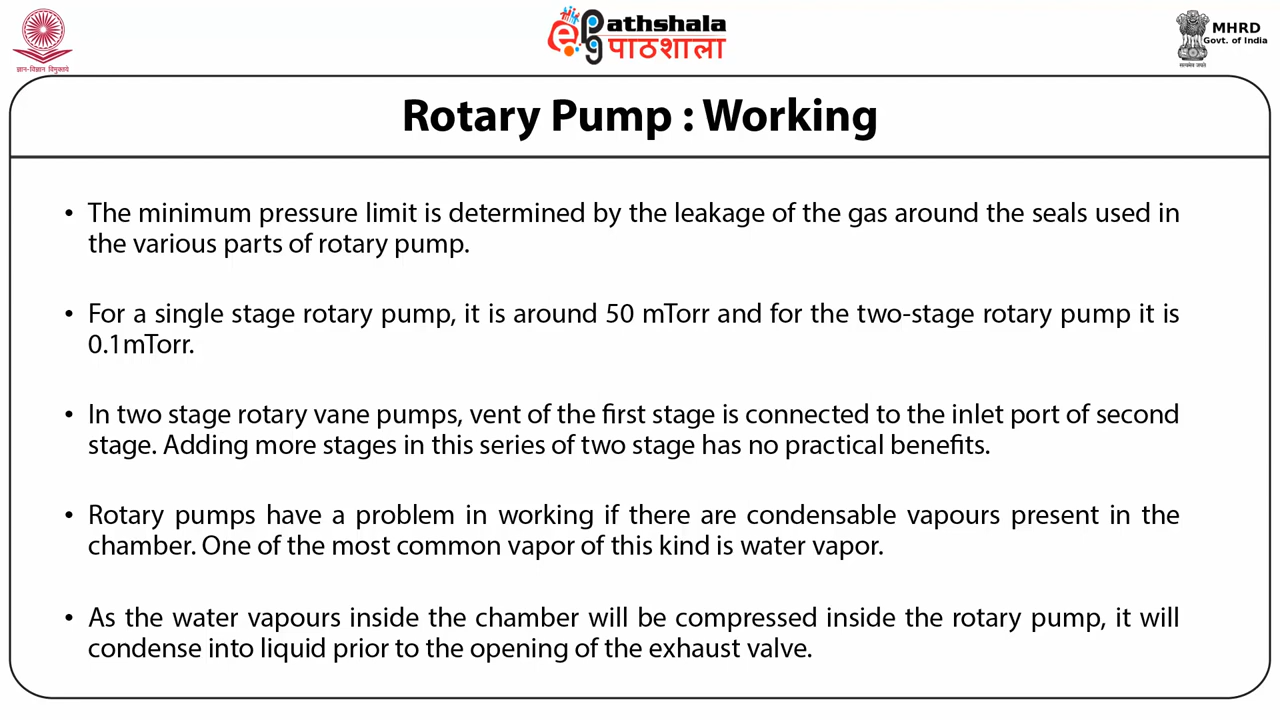 ज्ञान-विज्ञान विमुक्तये
ePathshala
पाठशाला
MHRD
Govt. of India
सत्यमेव जयते
Rotary Pump : Working
• The minimum pressure limit is determined by the leakage of the gas around the seals used in
the various parts of rotary pump.
• For a single stage rotary pump, it is around 50 mTorr and for the two-stage rotary pump it is
0.1mTorr.
• In two stage rotary vane pumps, vent of the first stage is connected to the inlet port of second
stage. Adding more stages in this series of two stage has no practical benefits.
• Rotary pumps have a problem in working if there are condensable vapours present in the
chamber. One of the most common vapor of this kind is water vapor.
• As the water vapours inside the chamber will be compressed inside the rotary pump, it will
condense into liquid prior to the opening of the exhaust valve.